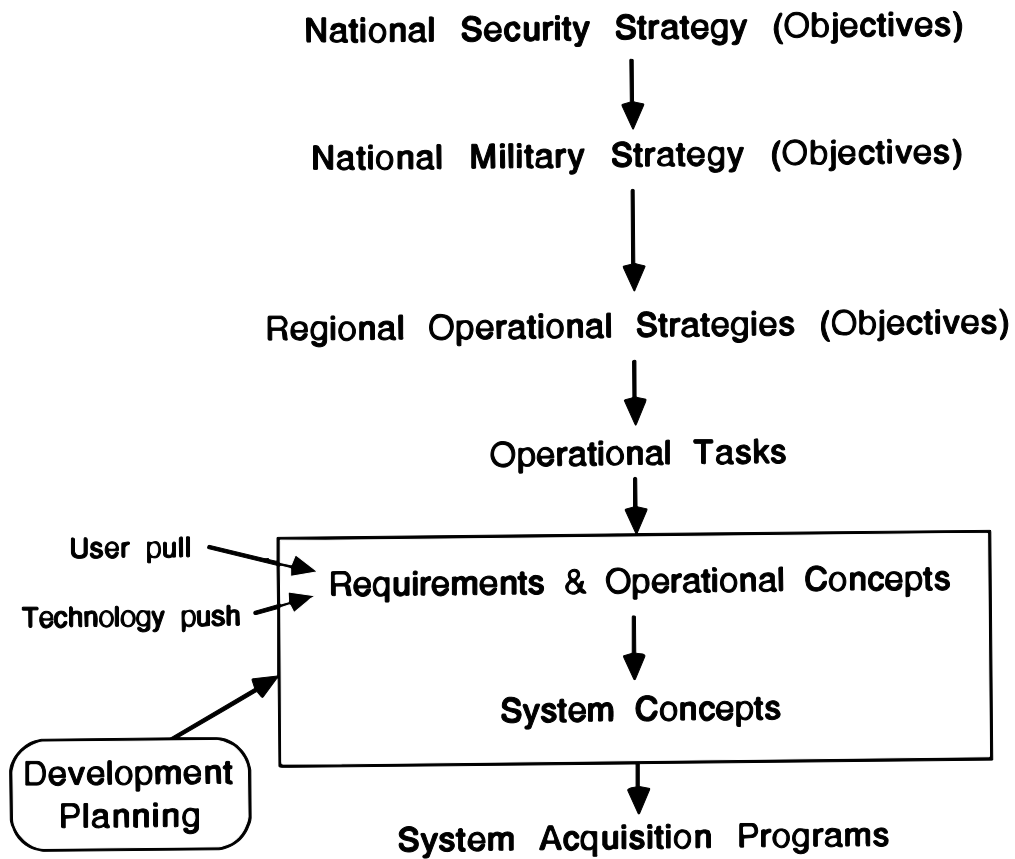 National Security Strategy (Objectives)
National Military Strategy (Objectives)
Regional Operational Strategies (Objectives)
Operational Tasks
User pull
Requirements & Operational Concepts
Technology push
System Concepts
Development
Planning
System Acquisition Programs